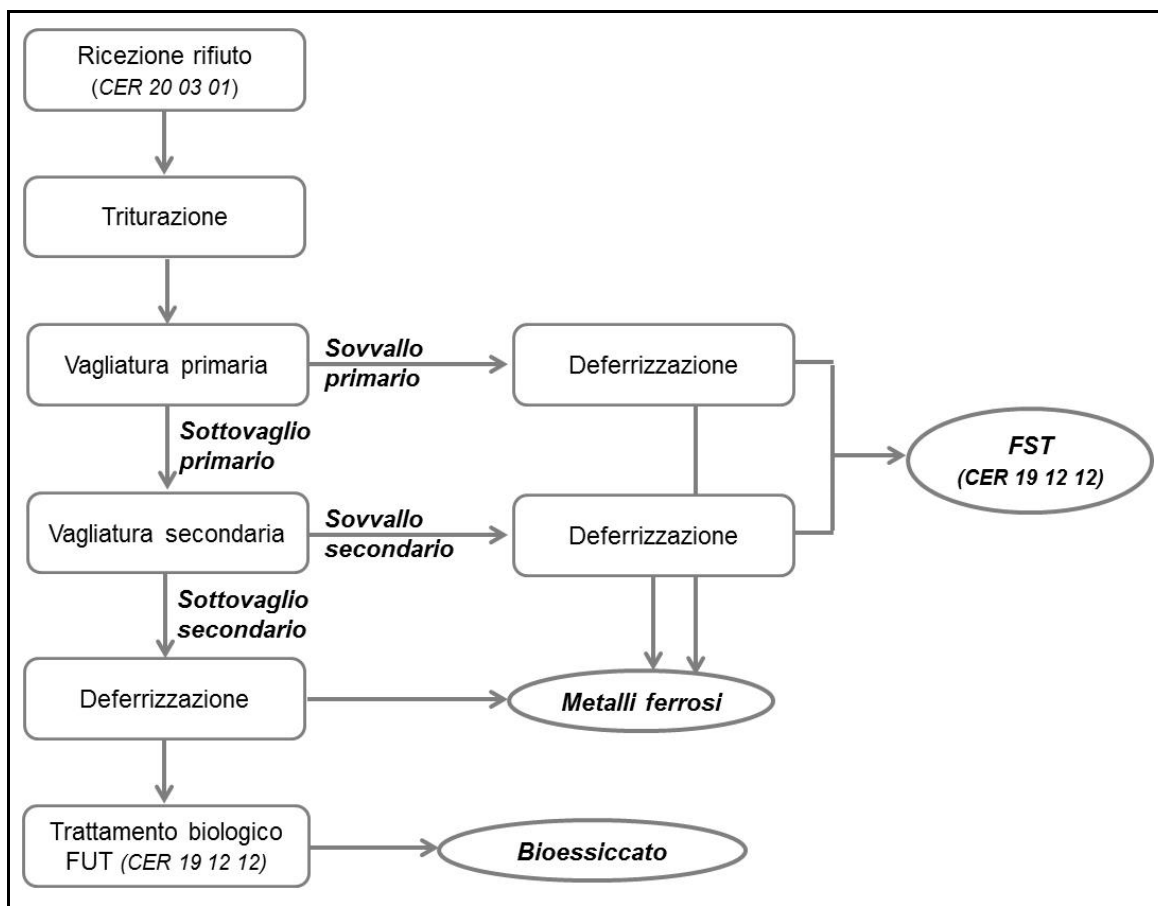 Ricezione rifiuto
(CER 20 03 01)
Triturazione
Vagliatura primaria
Sovvallo
primario
Deferrizzazione
Sottovaglio
primario
FST
(CER 19 12 12)
Vagliatura secondaria
Sovvallo
secondario
Deferrizzazione
Sottovaglio
secondario
Deferrizzazione
Metalli ferrosi
Trattamento biologico
FUT (CER 19 12 12)
Bioessiccato